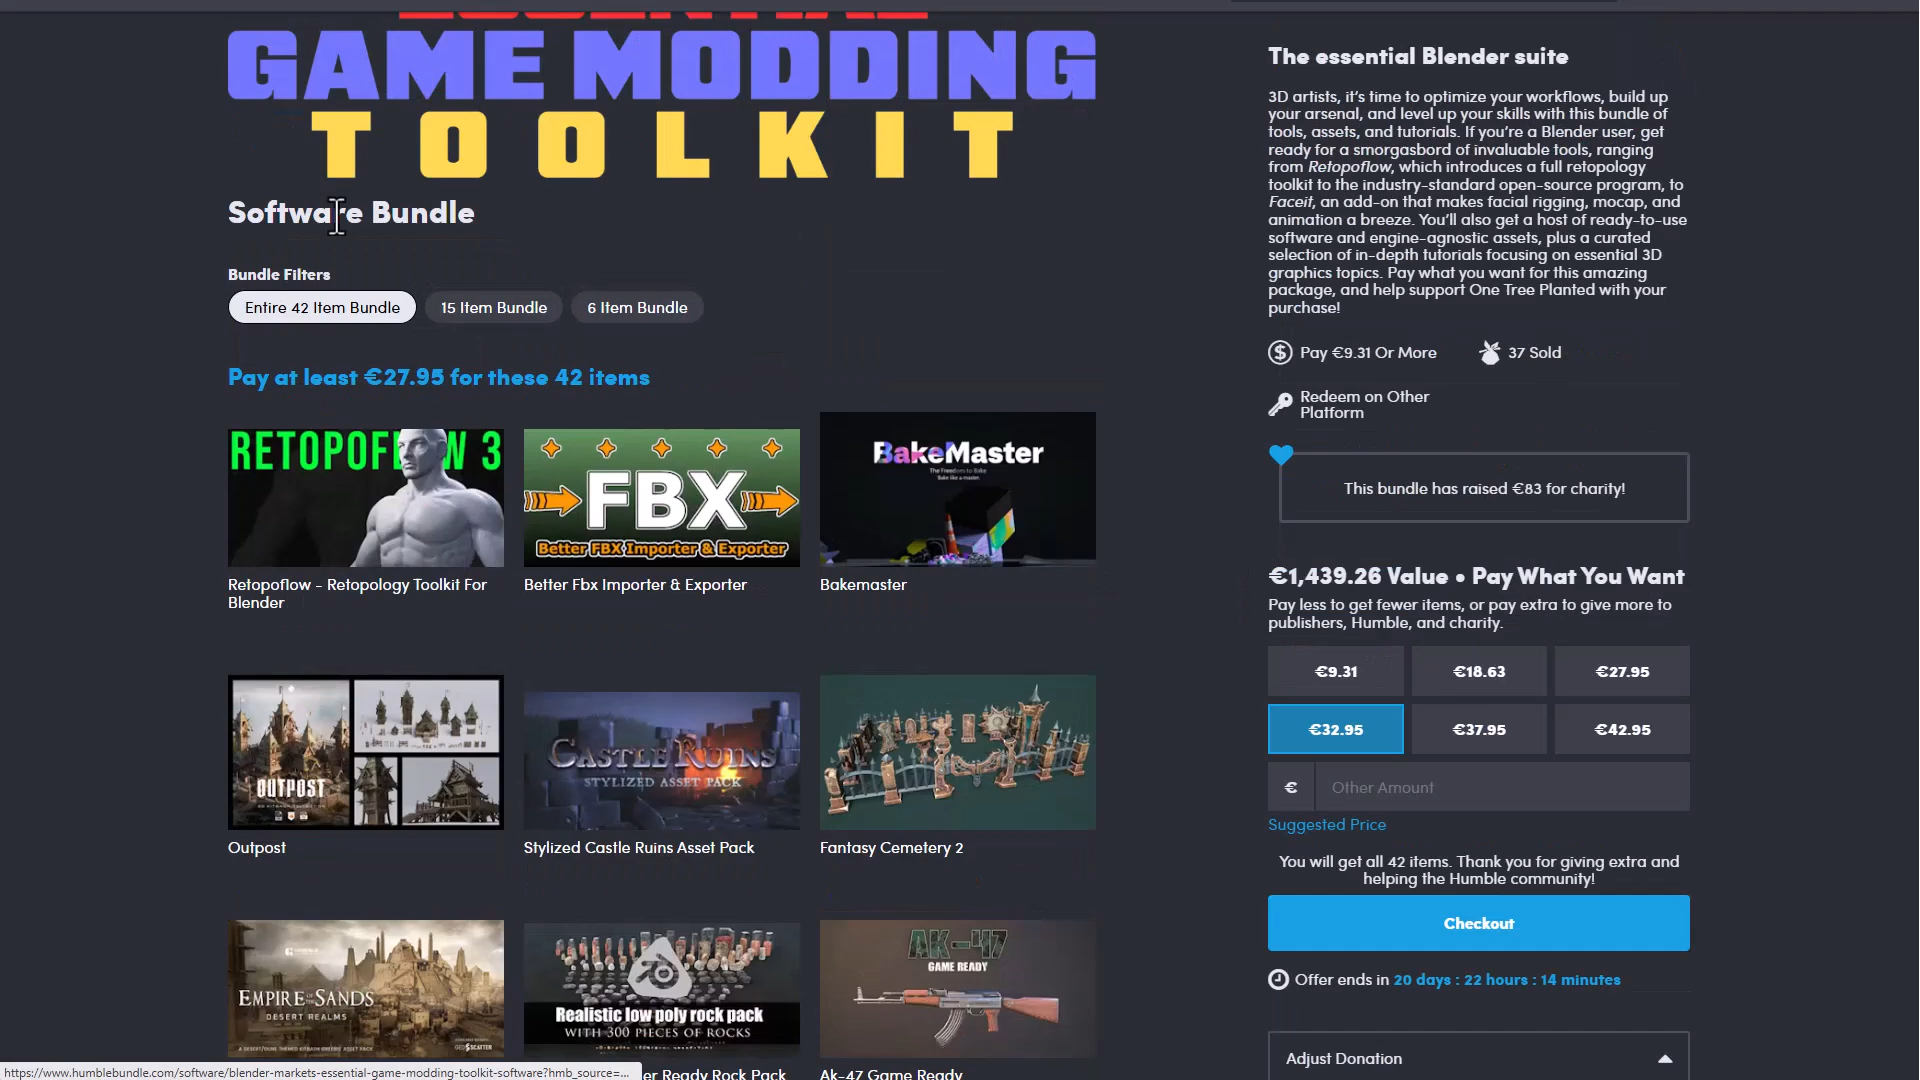 ESSENTIAL
GAME MODDING
TOOLKIT
Software Bundle
Bundle Filters
Entire 42 Item Bundle
15 Item Bundle
6 Item Bundle
Pay at least €27.95 for these 42 items
RETOPOFLOW 3
Retopoflow - Retopology Toolkit For
Blender
FBX
Better FBX Importer & Exporter
Better Fbx Importer & Exporter
BakeMaster
The Freedom to Bake
Bake like a master.
Bakemaster
OUTPOST
Outpost
CASTLE RUINS
STYLIZED ASSET PACK
Stylized Castle Ruins Asset Pack
Fantasy Cemetery 2
EMPIRE OF THE SANDS
DESERT REALMS
Realistic low poly rock pack
WITH 300 PIECES OF ROCKS
er Ready Rock Pack
AK-47
GAME READY
Ak-47 Game Ready
https://www.humblebundle.com/software/blender-markets-essential-game-modding-toolkit-software?hmb_source=...
The essential Blender suite
3D artists, it's time to optimize your workflows, build up
your arsenal, and level up your skills with this bundle of
tools, assets, and tutorials. If you're a Blender user, get
ready for a smorgasbord of invaluable tools, ranging
from Retopoflow, which introduces a full retopology
toolkit to the industry-standard open-source program, to
Faceit, an add-on that makes facial rigging, mocap, and
animation a breeze. You'll also get a host of ready-to-use
software and engine-agnostic assets, plus a curated
selection of in-depth tutorials focusing on essential 3D
graphics topics. Pay what you want for this amazing
package, and help support One Tree Planted with your
purchase!
Pay €9.31 Or More
37 Sold
Redeem on Other
Platform
This bundle has raised €83 for charity!
€1,439.26 Value • Pay What You Want
Pay less to get fewer items, or pay extra to give more to
publishers, Humble, and charity.
€9.31
€18.63
€27.95
€32.95
€37.95
€42.95
€ Other Amount
Suggested Price
You will get all 42 items. Thank you for giving extra and
helping the Humble community!
Checkout
Offer ends in 20 days : 22 hours : 14 minutes
Adjust Donation